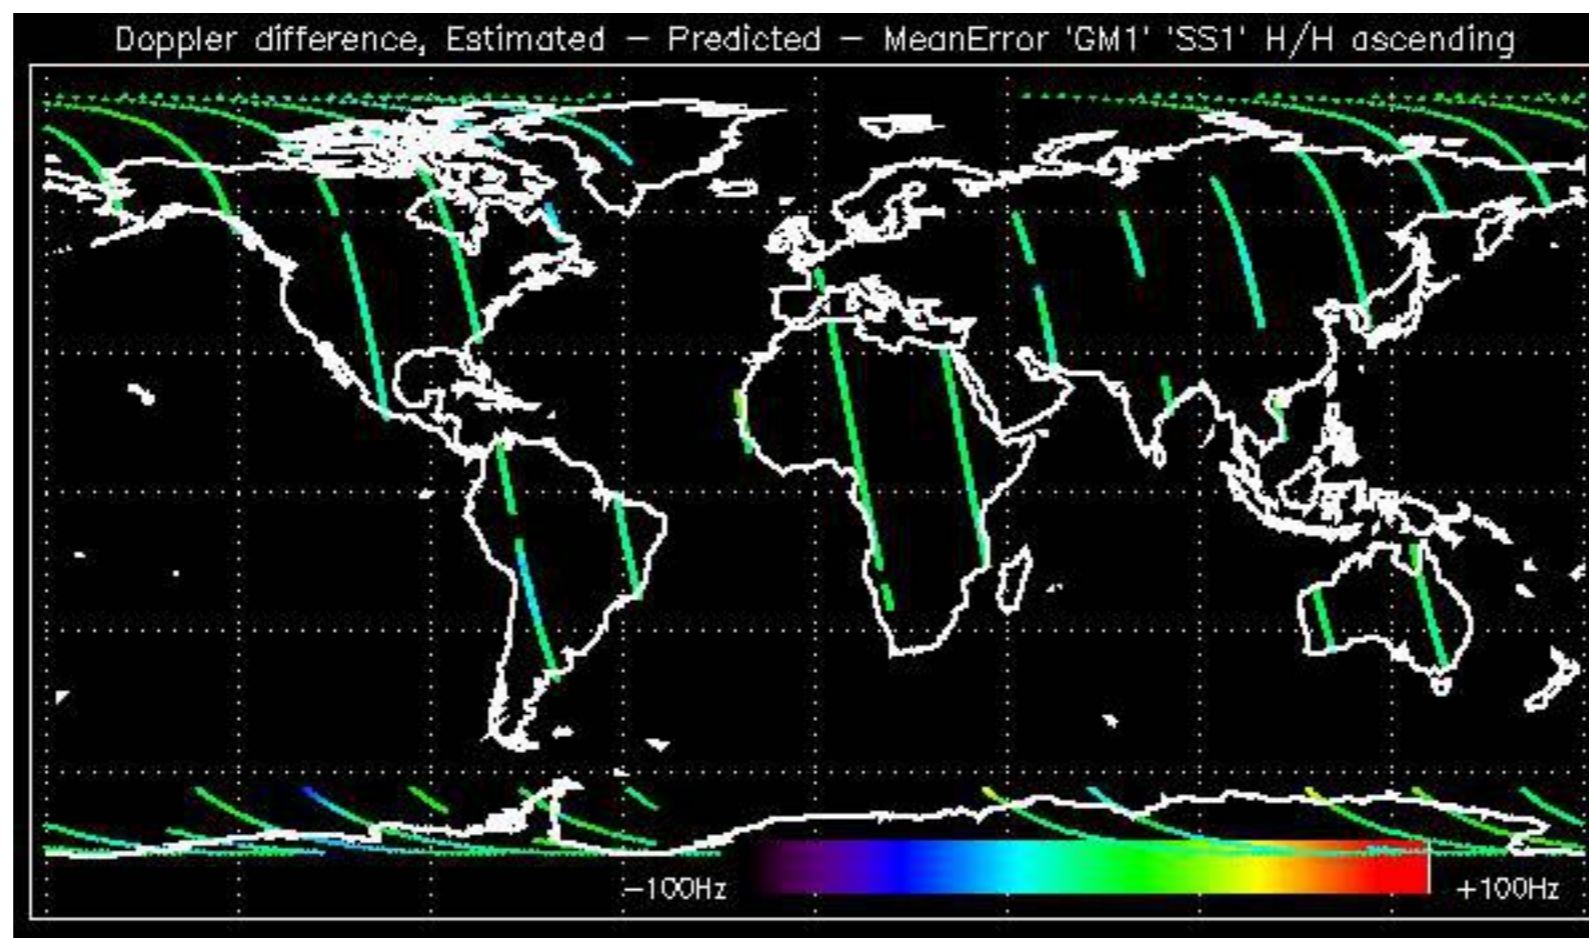 Doppler difference, Estimated – Predicted – MeanError 'GM1' 'SS1' H/H ascending
-100Hz
+100Hz